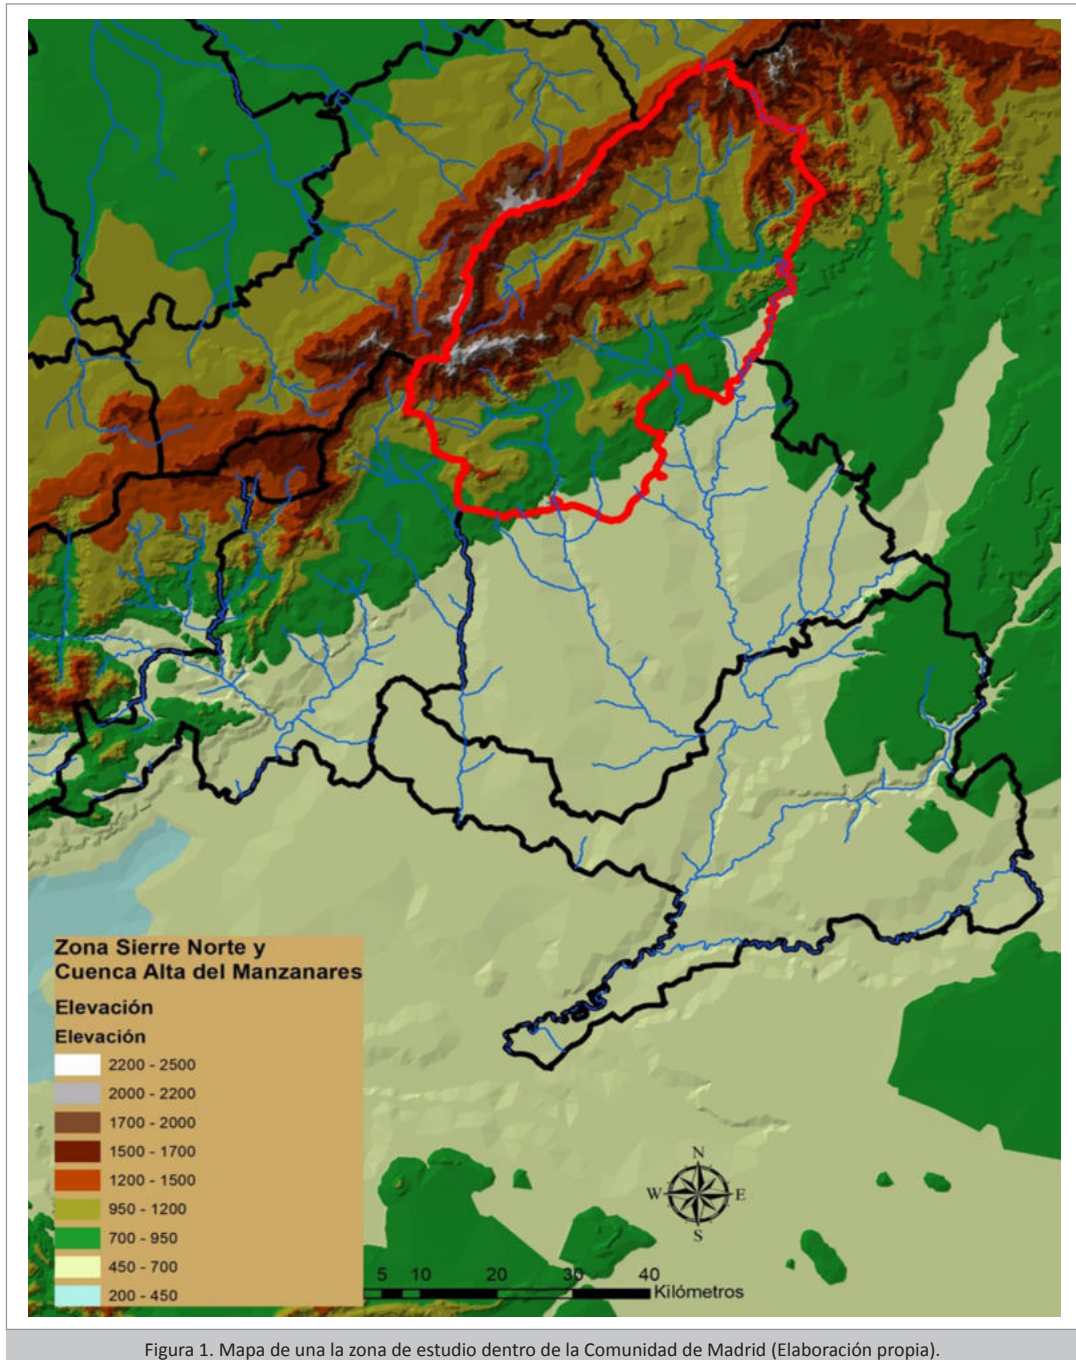 Zona Sierre Norte y
Cuenca Alta del Manzanares
Elevación
Elevación
2200 - 2500
2000 - 2200
1700 - 2000
1500 - 1700
1200 - 1500
950 - 1200
700 - 950
450 - 700
200 - 450
N
W E
S
5 10 20 30 40
Kilómetros
Figura 1. Mapa de una la zona de estudio dentro de la Comunidad de Madrid (Elaboración propia).